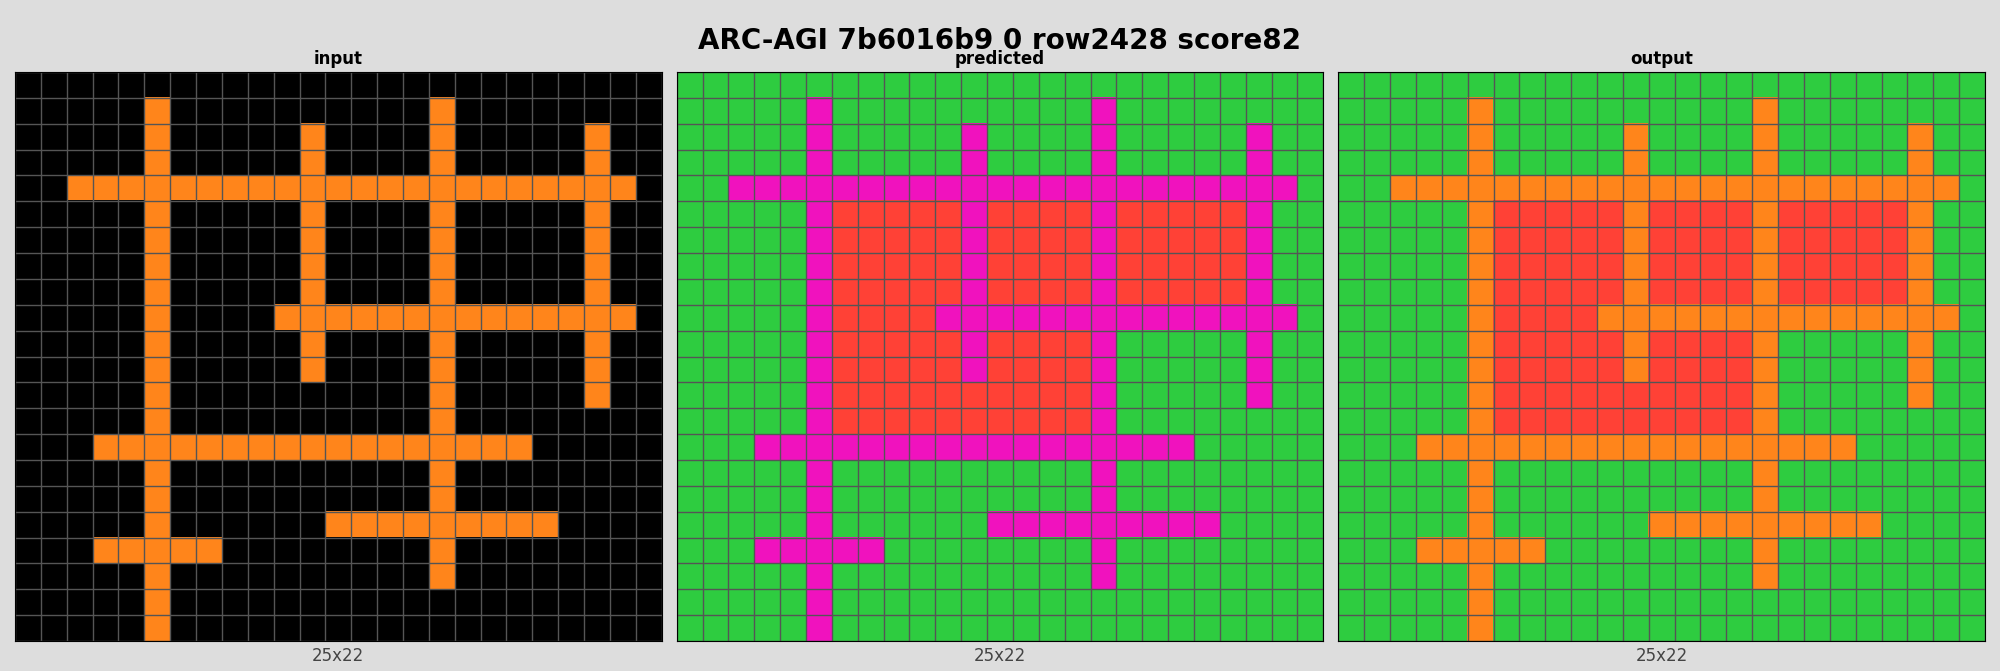 ARC-AGI 7b6016b9 0 row2428 score82
input
predicted
output
25x22
25x22
25x22